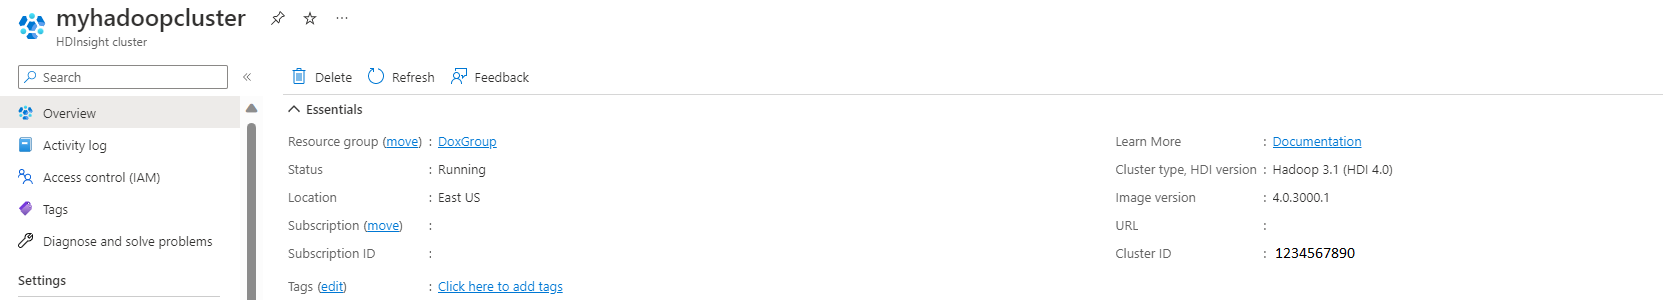 myhadoopcluster
HDInsight cluster
Search
Overview
Activity log
Access control (IAM)
Tags
Diagnose and solve problems
Settings
Delete Refresh Feedback
Essentials
Resource group (move) : DoxGroup
Status : Running
Location : East US
Subscription (move) :
Subscription ID :
Tags (edit) : Click here to add tags
Learn More : Documentation
Cluster type, HDI version : Hadoop 3.1 (HDI 4.0)
Image version : 4.0.3000.1
URL :
Cluster ID : 1234567890